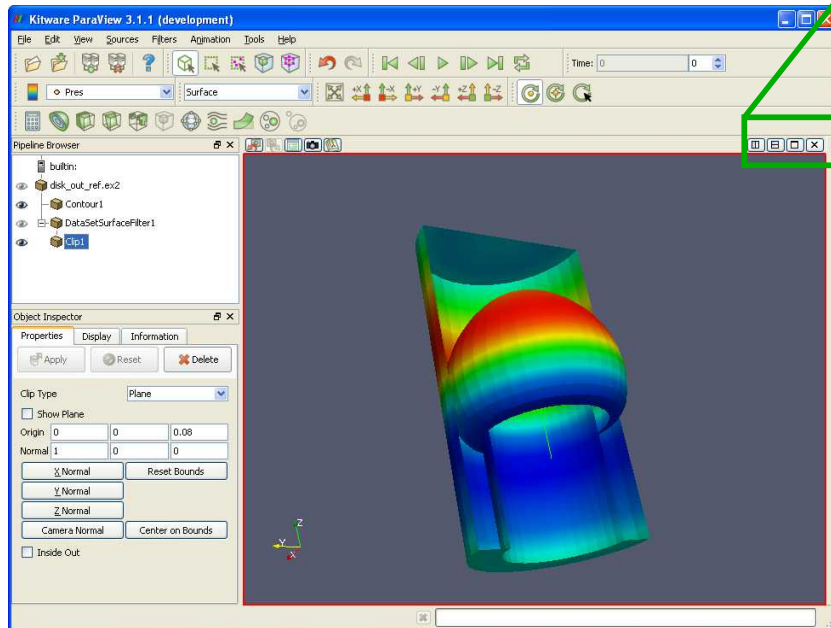 Kitware ParaView 3.1.1 (development)
File Edit View Sources Filters Animation Tools Help
Time: 0 0
Pres Surface
+X -X +Y -Y +Z -Z
Pipeline Browser
builtin:
disk_out_ref.ex2
Contour1
DataSetSurfaceFilter1
Clip1
Object Inspector
Properties Display Information
Apply Reset Delete
Clip Type Plane
Show Plane
Origin 0 0 0.08
Normal 1 0 0
X Normal Reset Bounds
Y Normal
Z Normal
Camera Normal Center on Bounds
Inside Out
Z
Y
X